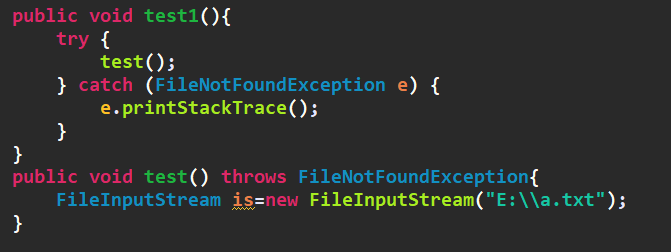 public void test1(){
    try {
        test();
    } catch (FileNotFoundException e) {
        e.printStackTrace();
    }
}
public void test() throws FileNotFoundException{
    FileInputStream is=new FileInputStream("E:\\a.txt");
}